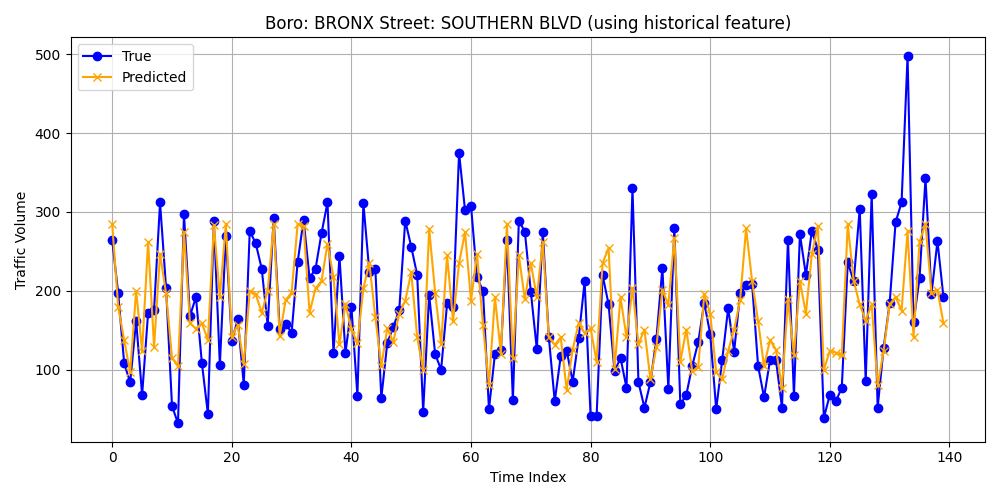 Boro: BRONX Street: SOUTHERN BLVD (using historical feature)
True
Predicted
Traffic Volume
500
400
300
200
100
0 20 40 60 80 100 120 140
Time Index